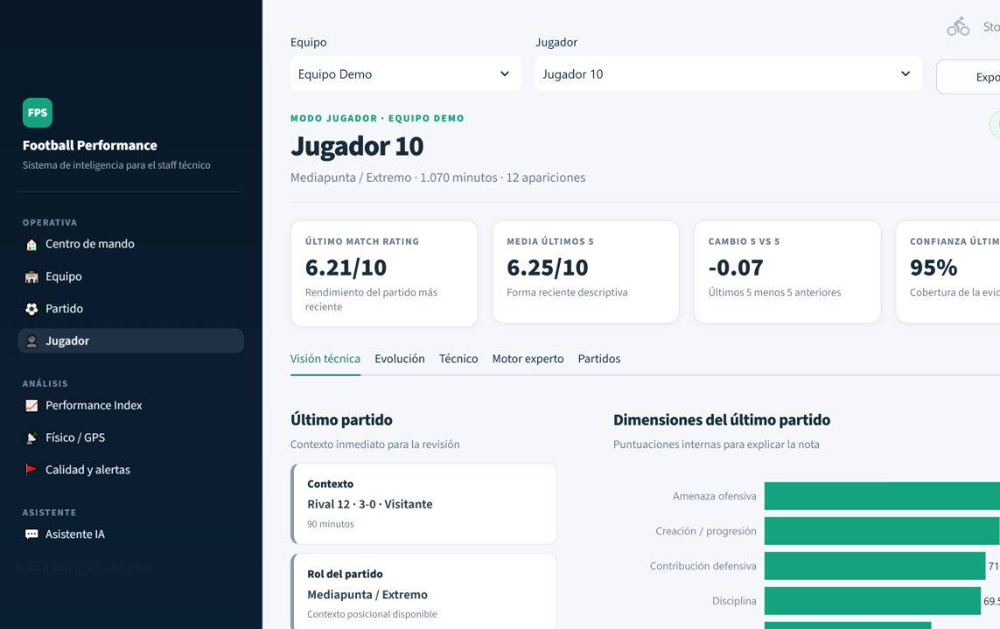 Sto
Equipo
Jugador
Equipo Demo
Jugador 10
Expo
MODO JUGADOR · EQUIPO DEMO
Jugador 10
Mediapunta / Extremo · 1.070 minutos · 12 apariciones
FPS
Football Performance
Sistema de inteligencia para el staff técnico
OPERATIVA
Centro de mando
Equipo
Partido
Jugador
ANÁLISIS
Performance Index
Físico / GPS
Calidad y alertas
ASISTENTE
Asistente IA
ÚLTIMO MATCH RATING
6.21/10
Rendimiento del partido más
reciente
MEDIA ÚLTIMOS 5
6.25/10
Forma reciente descriptiva
CAMBIO 5 VS 5
-0.07
Últimos 5 menos 5 anteriores
CONFIANZA ÚLTIM
95%
Cobertura de la evid
Visión técnica
Evolución
Técnico
Motor experto
Partidos
Último partido
Contexto inmediato para la revisión
Contexto
Rival 12 · 3-0 · Visitante
90 minutos
Rol del partido
Mediapunta / Extremo
Contexto posicional disponible
Dimensiones del último partido
Puntuaciones internas para explicar la nota
Amenaza ofensiva
Creación / progresión
Contribución defensiva
71
Disciplina
69.5